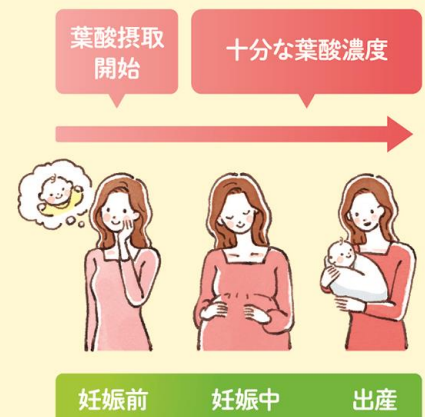 葉酸摂取
開始
十分な葉酸濃度
妊娠前
妊娠中
出産